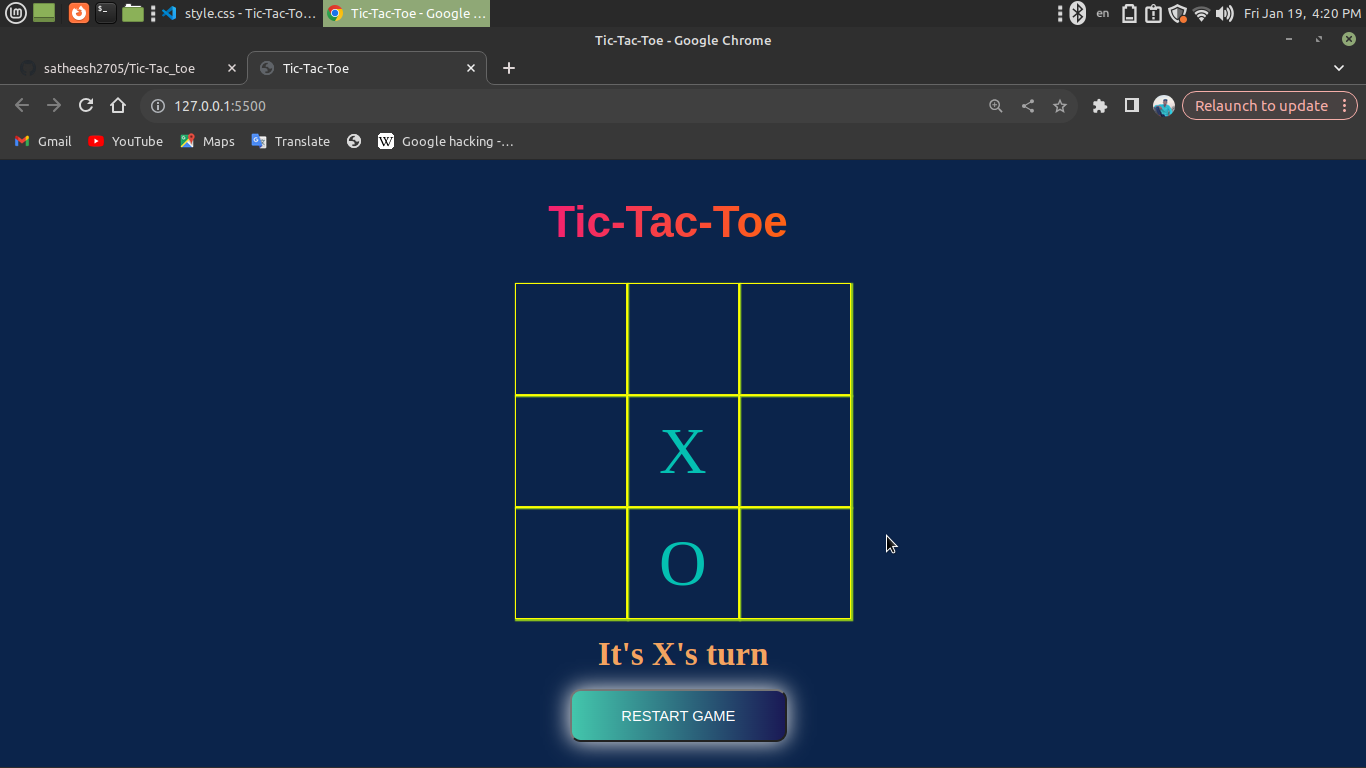 style.css - Tic-Tac-To… Tic-Tac-Toe - Google … en Fri Jan 19, 4:20 PM
Tic-Tac-Toe - Google Chrome
satheesh2705/Tic-Tac_toe Tic-Tac-Toe
127.0.0.1:5500 Relaunch to update
Gmail YouTube Maps Translate W Google hacking -…
Tic-Tac-Toe
X
O
It's X's turn
RESTART GAME